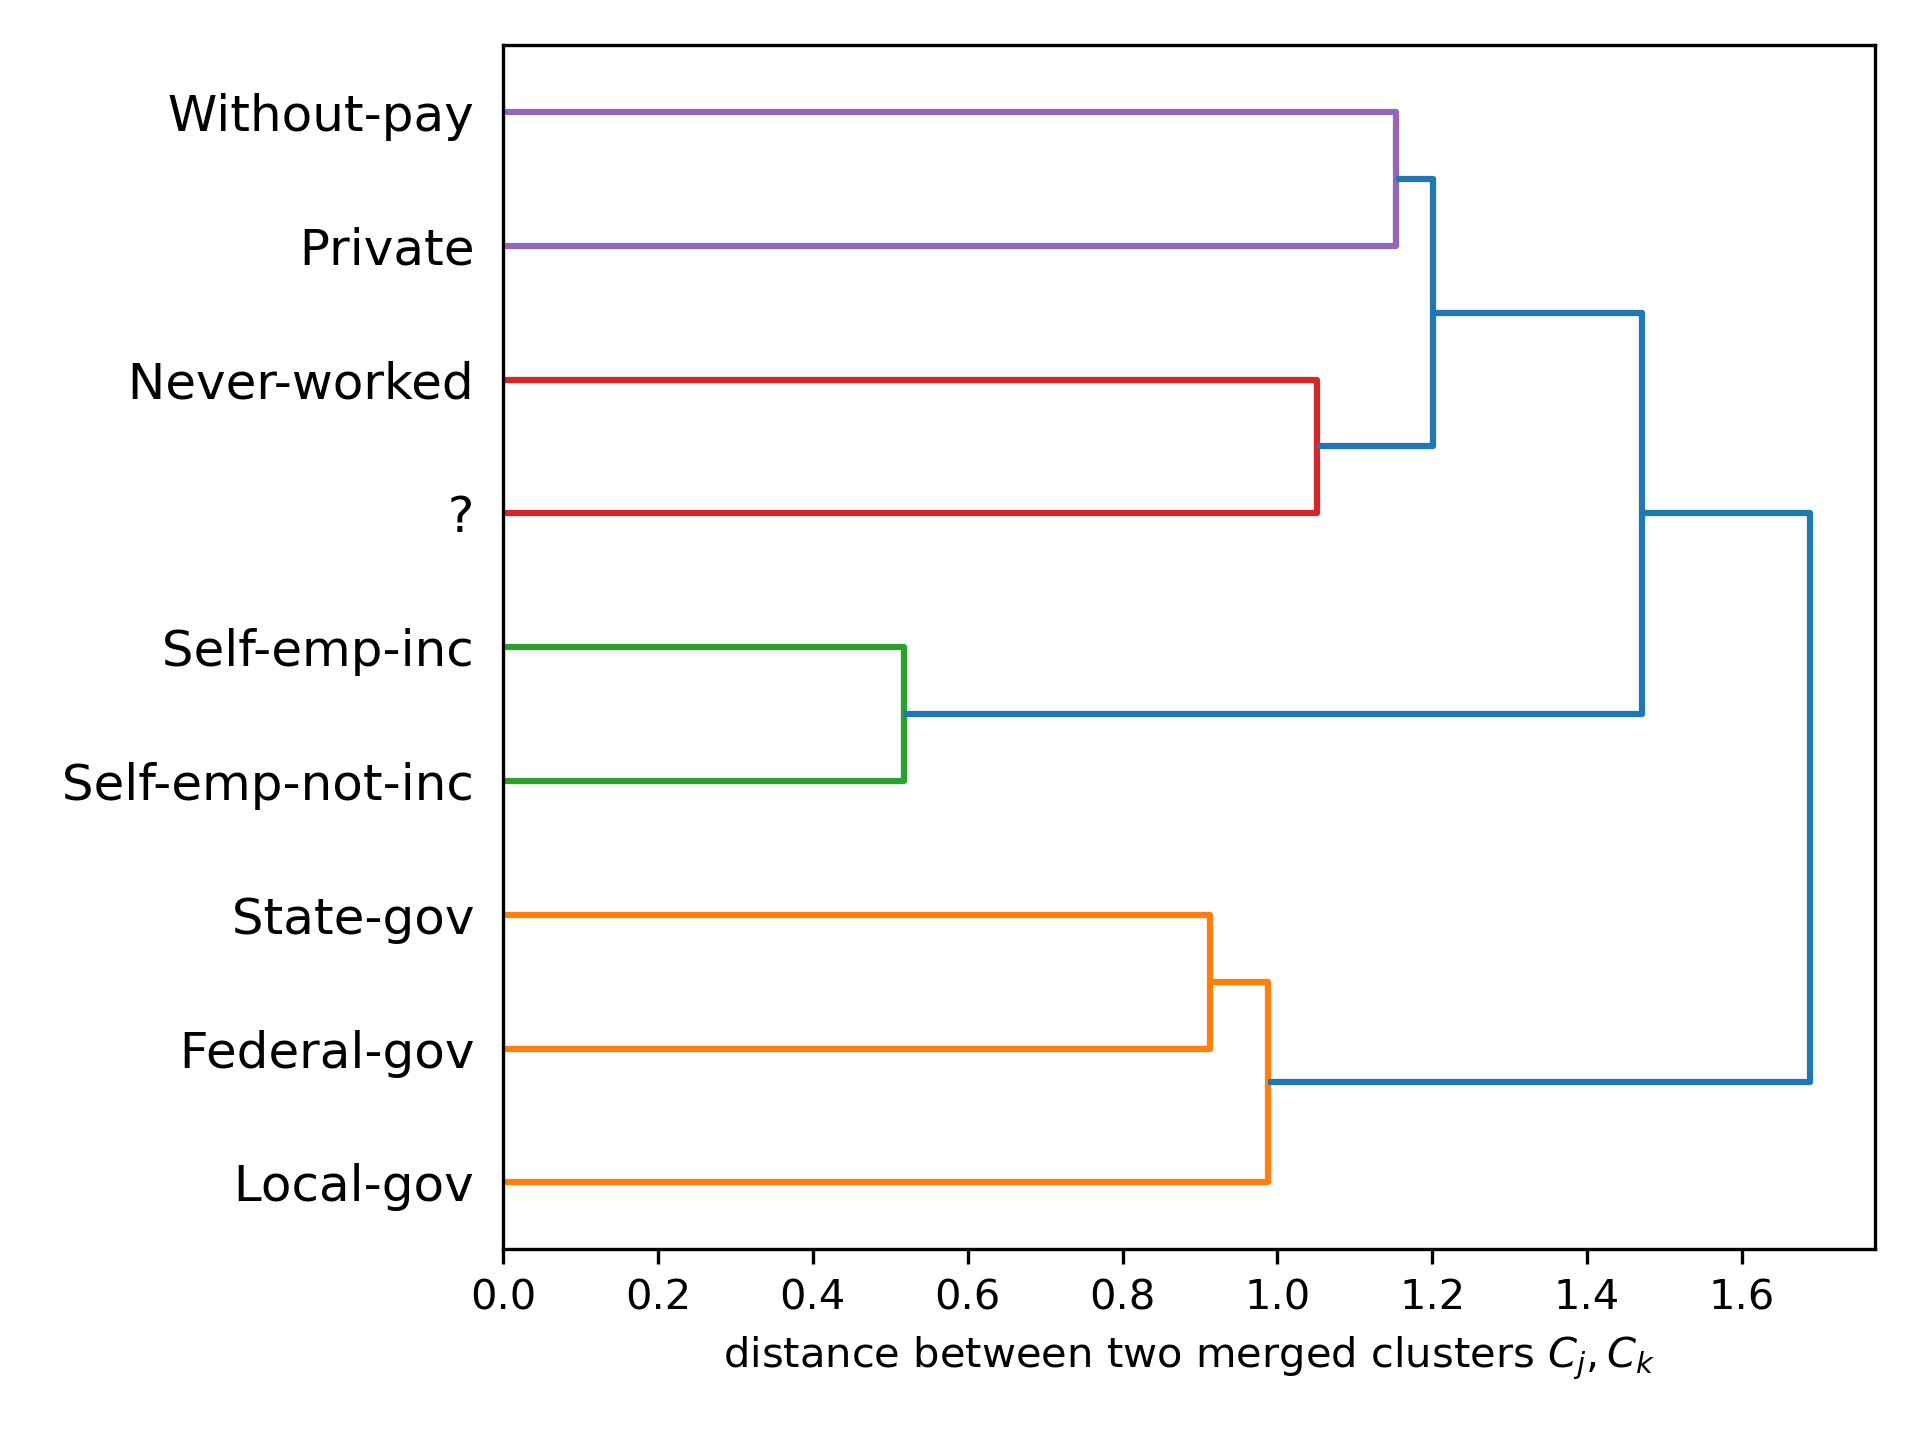 Without-pay
Private
Never-worked
?
Self-emp-inc
Self-emp-not-inc
State-gov
Federal-gov
Local-gov
0.0 0.2 0.4 0.6 0.8 1.0 1.2 1.4 1.6
distance between two merged clusters Cj, Ck